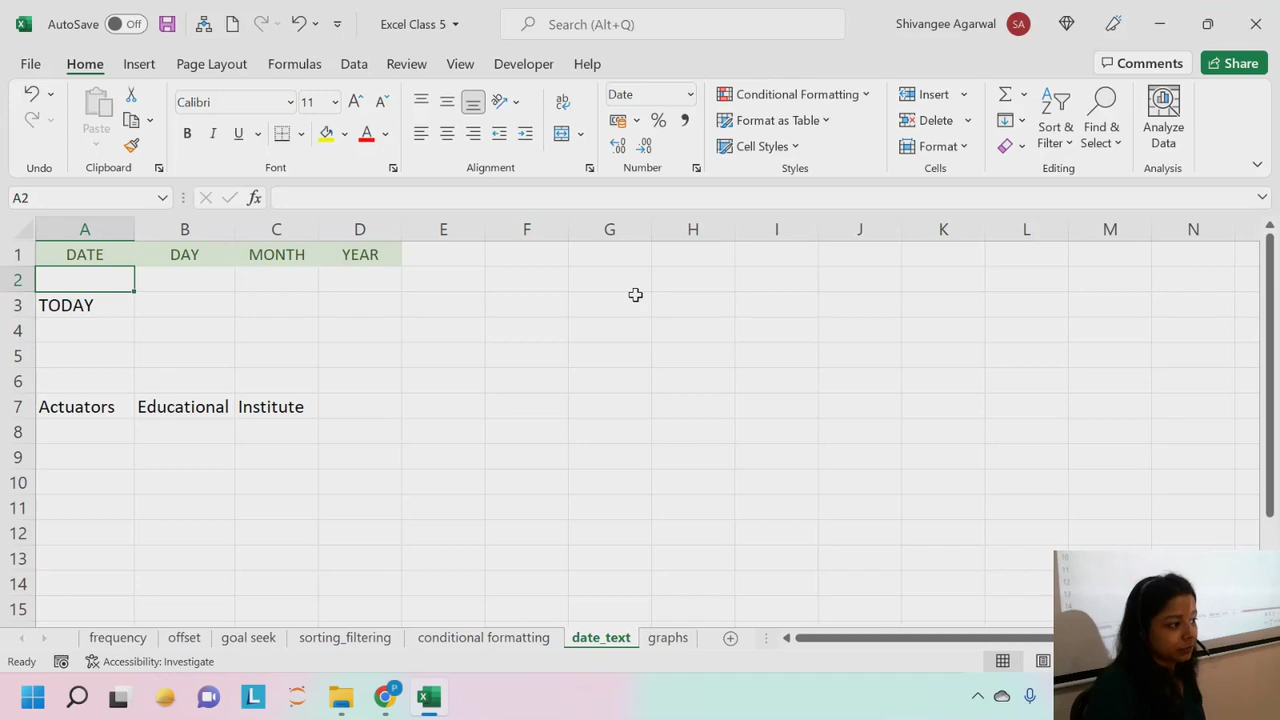 AutoSave Off Excel Class 5 Search (Alt+Q) Shivangee Agarwal SA
File Home Insert Page Layout Formulas Data Review View Developer Help Comments Share
Calibri 11 Date Conditional Formatting Insert
Paste B I U Format as Table Delete Sort & Filter Find & Select Analyze Data
Cell Styles Format
Undo Clipboard Font Alignment Number Styles Cells Editing Analysis
A2 fx
A B C D E F G H I J K L M N
1 DATE DAY MONTH YEAR
2
3 TODAY
4
5
6
7 Actuators Educational Institute
8
9
10
11
12
13
14
15
frequency offset goal seek sorting_filtering conditional formatting date_text graphs
Ready Accessibility: Investigate